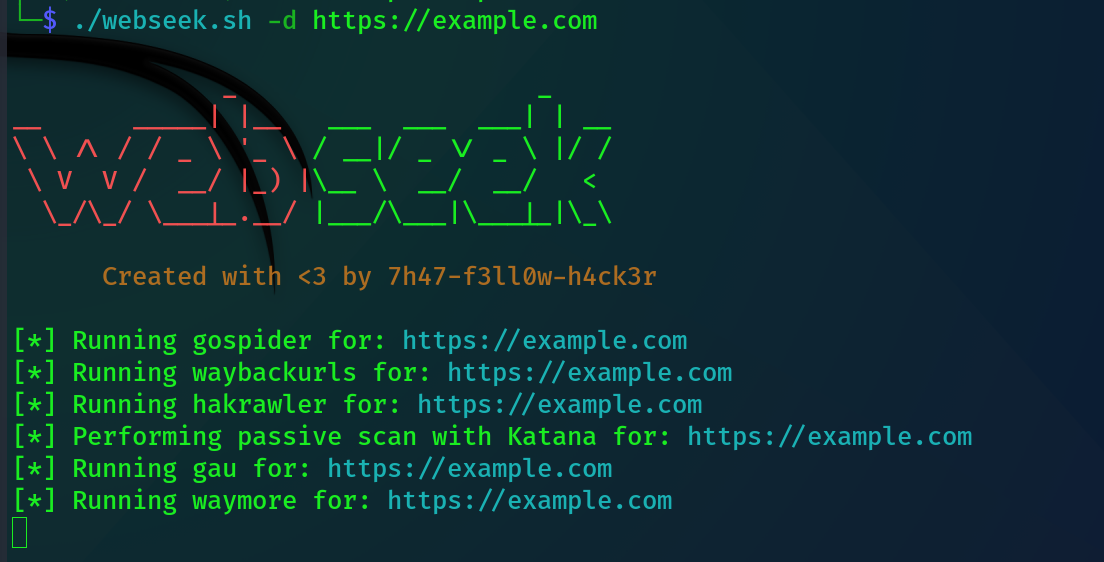 └─$ ./webseek.sh -d https://example.com
webseek
Created with <3 by 7h47-f3ll0w-h4ck3r
[*] Running gospider for: https://example.com
[*] Running waybackurls for: https://example.com
[*] Running hakrawler for: https://example.com
[*] Performing passive scan with Katana for: https://example.com
[*] Running gau for: https://example.com
[*] Running waymore for: https://example.com